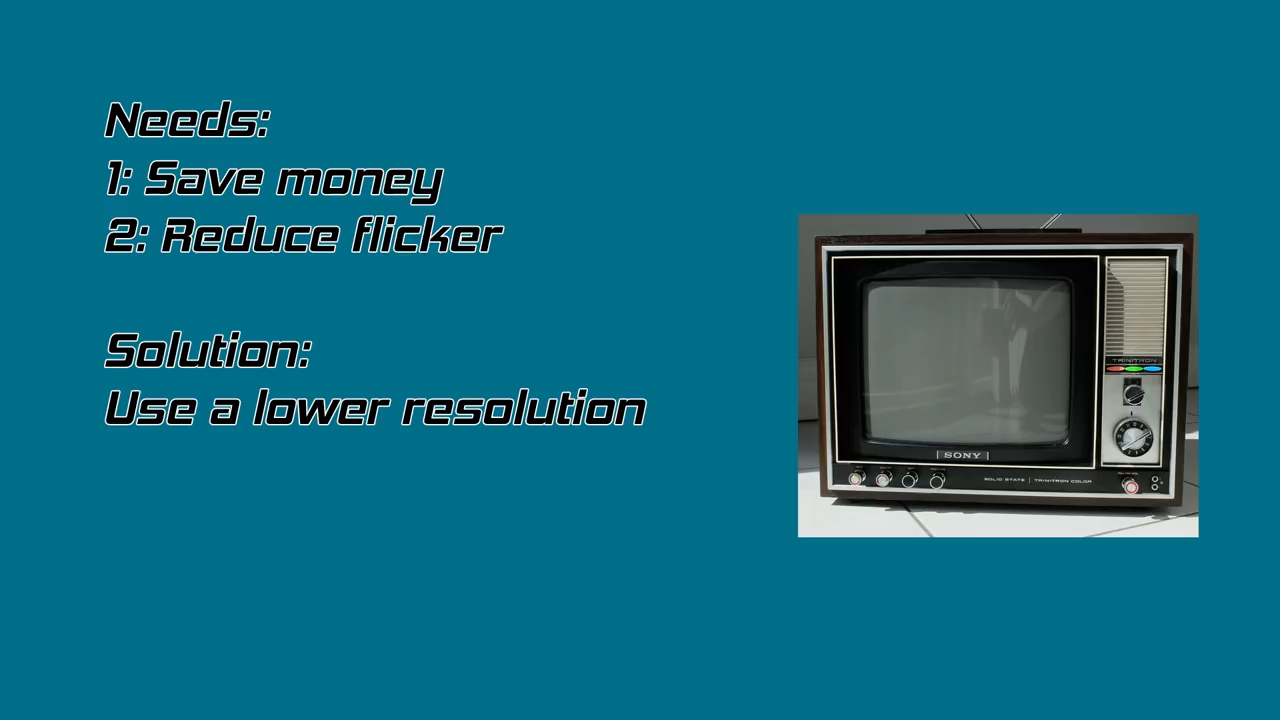 Needs:
1: Save money
2: Reduce flicker
Solution:
Use a lower resolution
TRINITRON
SONY
SOLID STATE | TRINITRON COLOR